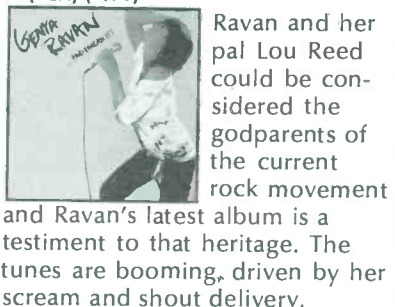 GENYA
RAVAN
Ravan and her
pal Lou Reed
could be con-
sidered the
godparents of
the current
rock movement
and Ravan's latest album is a
testiment to that heritage. The
tunes are booming, driven by her
scream and shout delivery.